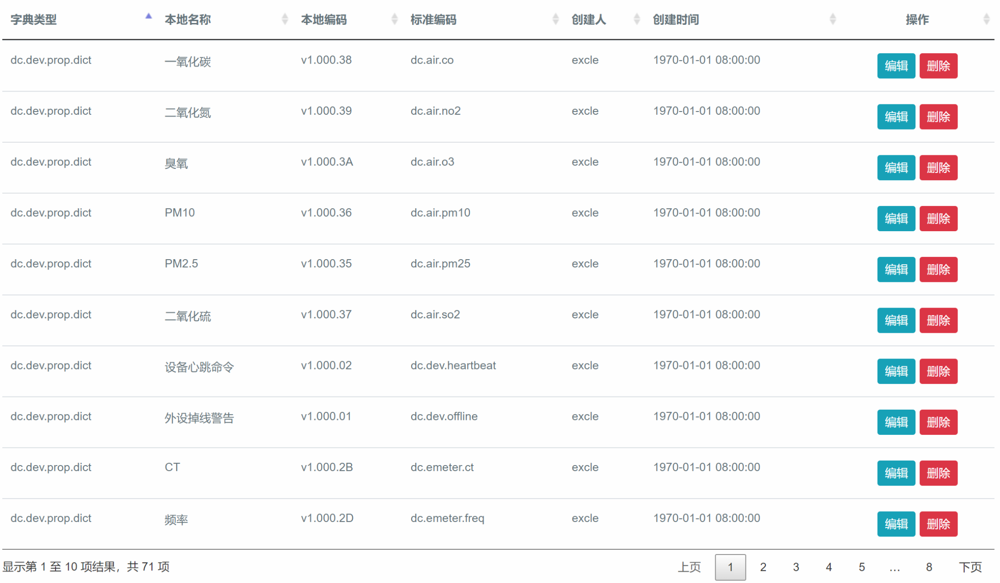 字典类型 本地名称 本地编码 标准编码 创建人 创建时间 操作
dc.dev.prop.dict 一氧化碳 v1.000.38 dc.air.co excle 1970-01-01 08:00:00 编辑 删除
dc.dev.prop.dict 二氧化氮 v1.000.39 dc.air.no2 excle 1970-01-01 08:00:00 编辑 删除
dc.dev.prop.dict 臭氧 v1.000.3A dc.air.o3 excle 1970-01-01 08:00:00 编辑 删除
dc.dev.prop.dict PM10 v1.000.36 dc.air.pm10 excle 1970-01-01 08:00:00 编辑 删除
dc.dev.prop.dict PM2.5 v1.000.35 dc.air.pm25 excle 1970-01-01 08:00:00 编辑 删除
dc.dev.prop.dict 二氧化硫 v1.000.37 dc.air.so2 excle 1970-01-01 08:00:00 编辑 删除
dc.dev.prop.dict 设备心跳命令 v1.000.02 dc.dev.heartbeat excle 1970-01-01 08:00:00 编辑 删除
dc.dev.prop.dict 外设掉线警告 v1.000.01 dc.dev.offline excle 1970-01-01 08:00:00 编辑 删除
dc.dev.prop.dict CT v1.000.2B dc.emeter.ct excle 1970-01-01 08:00:00 编辑 删除
dc.dev.prop.dict 频率 v1.000.2D dc.emeter.freq excle 1970-01-01 08:00:00 编辑 删除
显示第 1 至 10 项结果，共 71 项 上页 1 2 3 4 5 … 8 下页